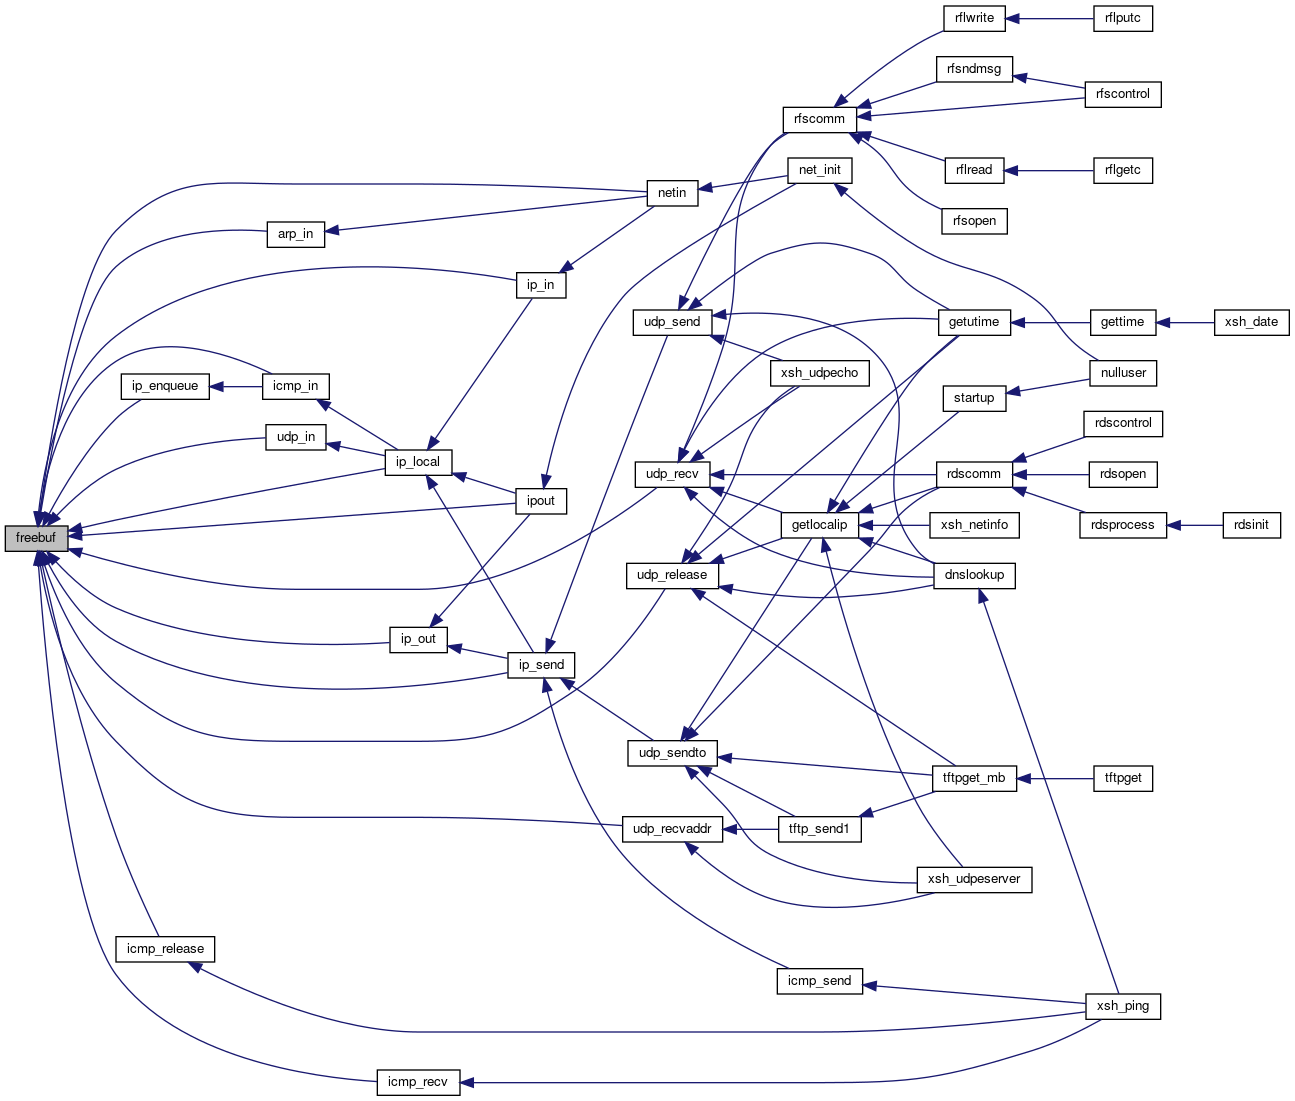 rflwrite
rflputc
rfsndmsg
rfscontrol
rfscomm
rflread
rflgetc
net_init
netin
rfsopen
arp_in
ip_in
udp_send
getutime
gettime
xsh_date
xsh_udpecho
nulluser
ip_enqueue
icmp_in
startup
rdscontrol
udp_in
ip_local
udp_recv
rdscomm
rdsopen
ipout
getlocalip
xsh_netinfo
rdsprocess
rdsinit
freebuf
udp_release
dnslookup
ip_out
ip_send
udp_sendto
tftpget_mb
tftpget
udp_recvaddr
tftp_send1
xsh_udpeserver
icmp_release
icmp_send
xsh_ping
icmp_recv